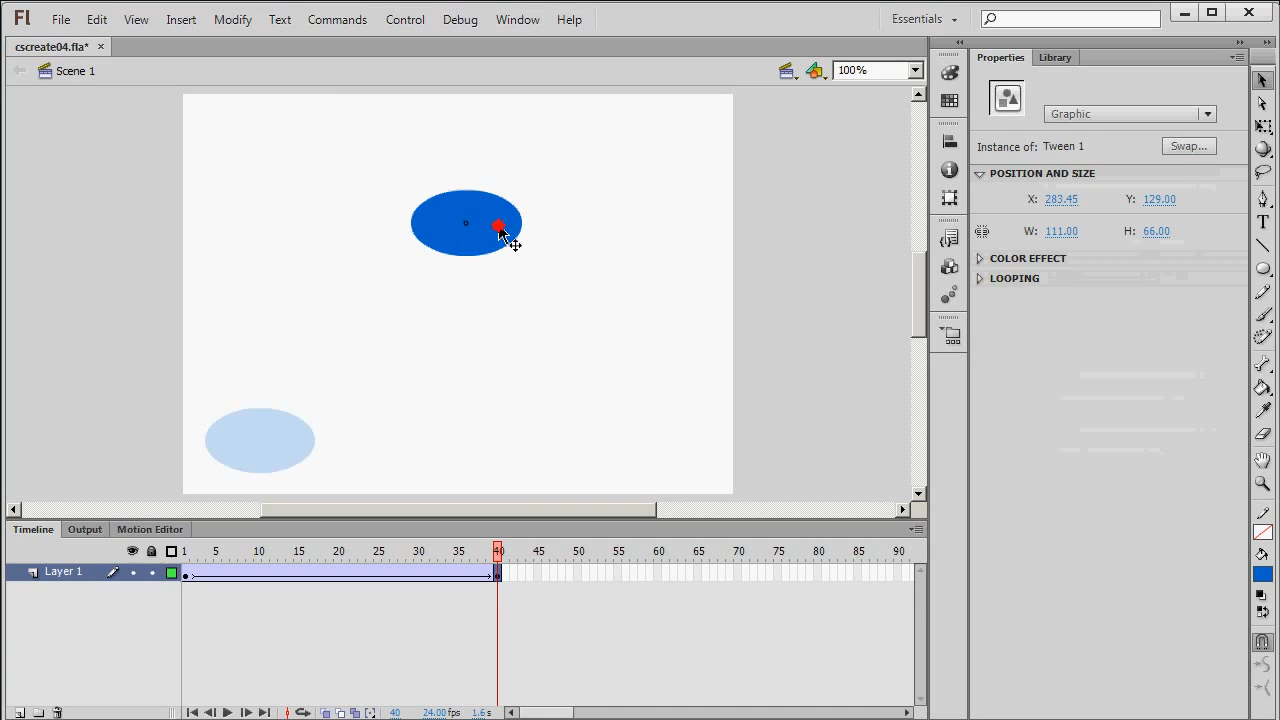 Fl File Edit View Insert Modify Text Commands Control Debug Window Help Essentials
cscreate04.fla* ×
Scene 1 100%
Properties Library
Graphic
Instance of: Tween 1 Swap...
POSITION AND SIZE
X: 283.45 Y: 129.00
W: 111.00 H: 66.00
COLOR EFFECT
LOOPING
Timeline Output Motion Editor
1 5 10 15 20 25 30 35 40 45 50 55 60 65 70 75 80 85 90
Layer 1
40 24.00 fps 1.6 s